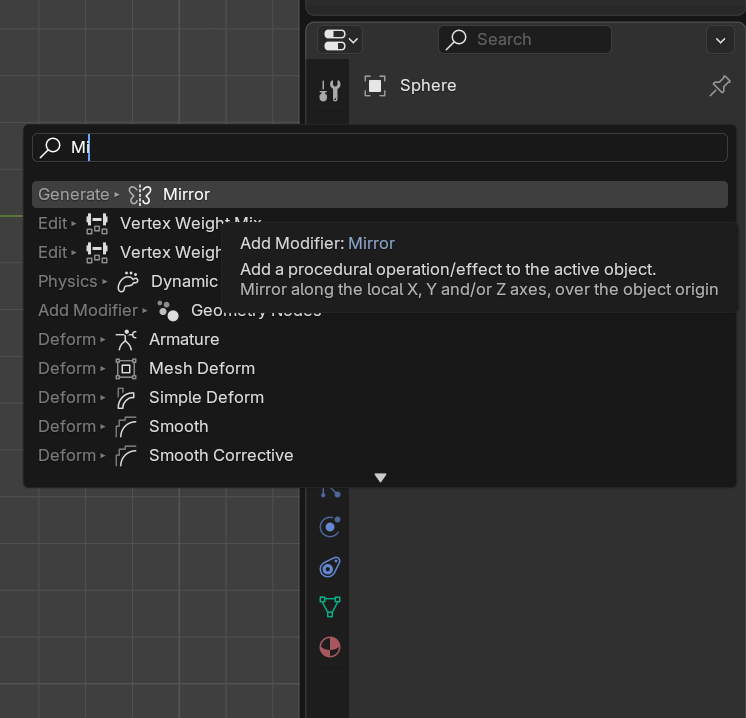 Search
Sphere
Mi
Generate ▸ Mirror
Edit ▸ Vertex Weight Mix
Edit ▸ Vertex
Add Modifier: Mirror
Add a procedural operation/effect to the active object.
Mirror along the local X, Y and/or Z axes, over the object origin
Physics ▸ Dynamic
Add Modifier ▸ Geometry Nodes
Deform ▸ Armature
Deform ▸ Mesh Deform
Deform ▸ Simple Deform
Deform ▸ Smooth
Deform ▸ Smooth Corrective